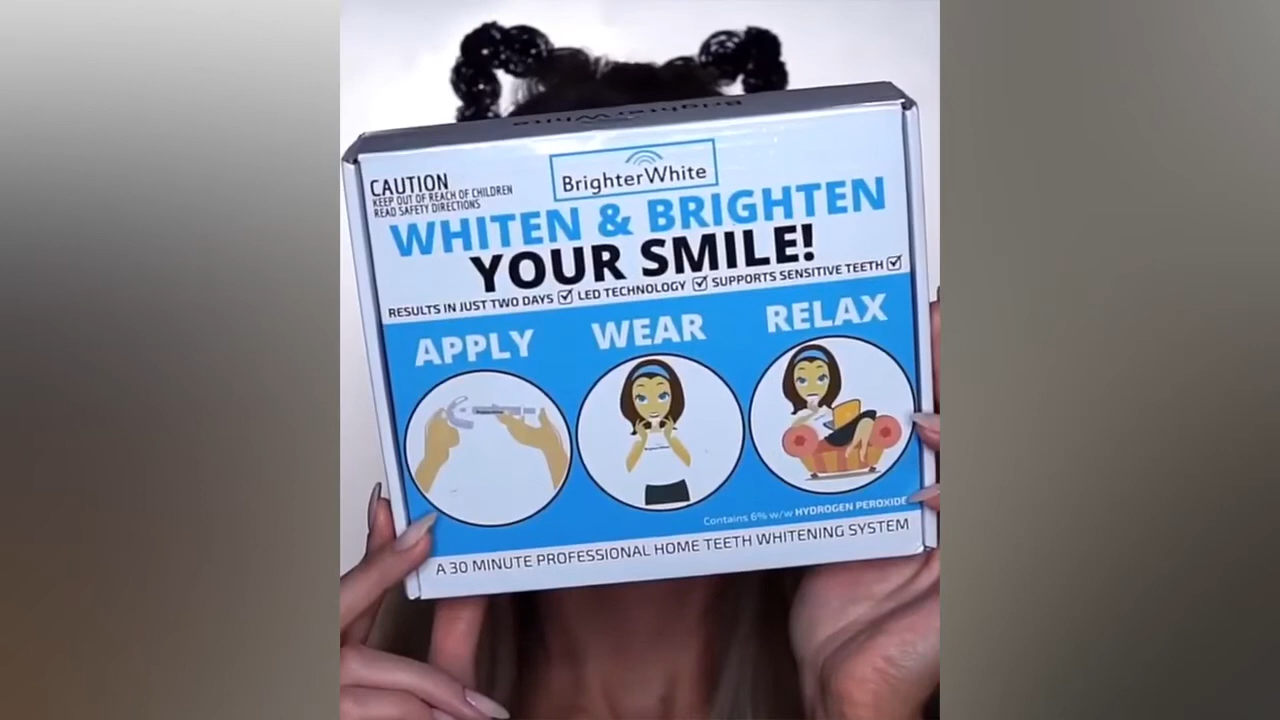 BrighterWhite
CAUTION
KEEP OUT OF REACH OF CHILDREN
READ SAFETY DIRECTIONS
BrighterWhite
WHITEN & BRIGHTEN
YOUR SMILE!
RESULTS IN JUST TWO DAYS ☑ LED TECHNOLOGY ☑ SUPPORTS SENSITIVE TEETH ☑
APPLY WEAR RELAX
Contains 6% w/w HYDROGEN PEROXIDE
A 30 MINUTE PROFESSIONAL HOME TEETH WHITENING SYSTEM